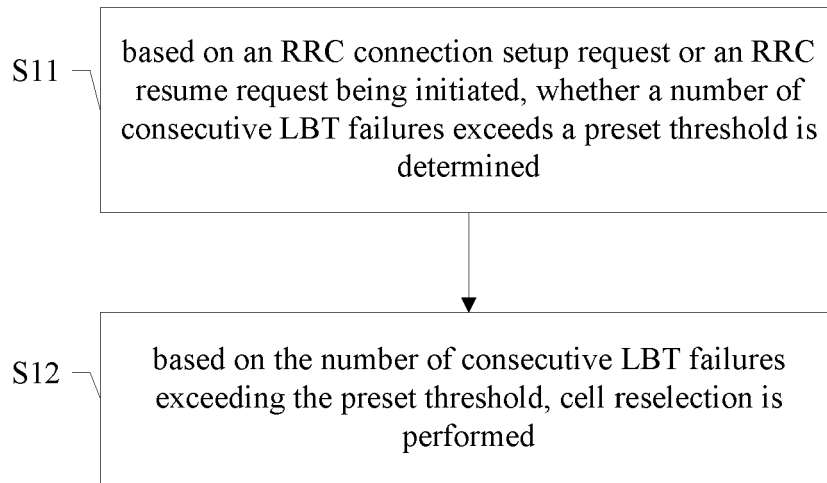 S11
based on an RRC connection setup request or an RRC
resume request being initiated, whether a number of
consecutive LBT failures exceeds a preset threshold is
determined
S12
based on the number of consecutive LBT failures
exceeding the preset threshold, cell reselection is
performed